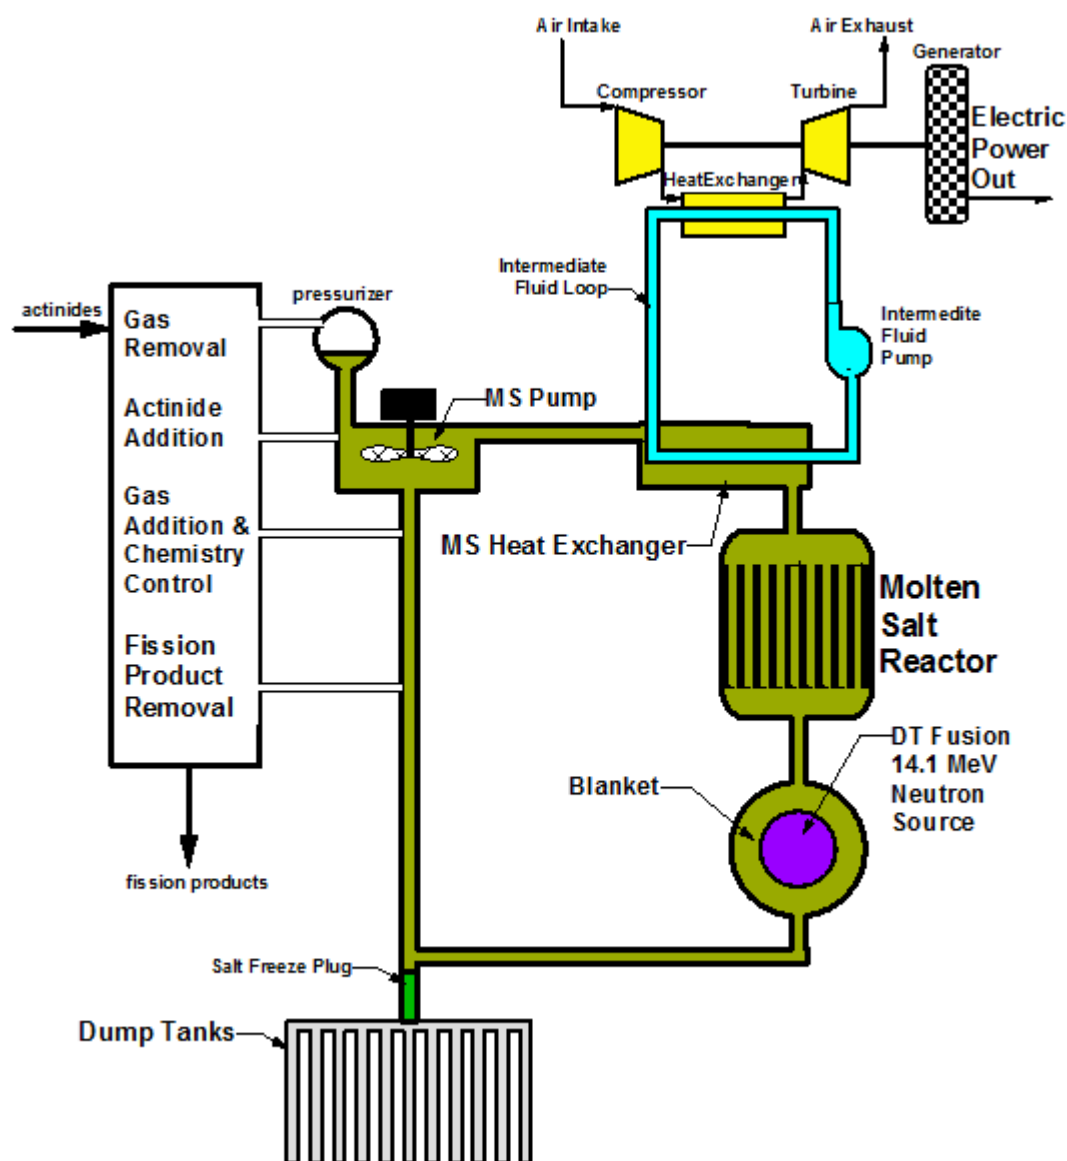 Air Intake
Air Exhaust
Generator
Compressor
Turbine
Electric
Power
Out
HeatExchanger
Intermediate
Fluid Loop
Intermedite
Fluid
Pump
actinides
pressurizer
Gas
Removal
Actinide
Addition
Gas
Addition &
Chemistry
Control
Fission
Product
Removal
MS Pump
MS Heat Exchanger
Molten
Salt
Reactor
DT Fusion
14.1 MeV
Neutron
Source
Blanket
fission products
Salt Freeze Plug
Dump Tanks